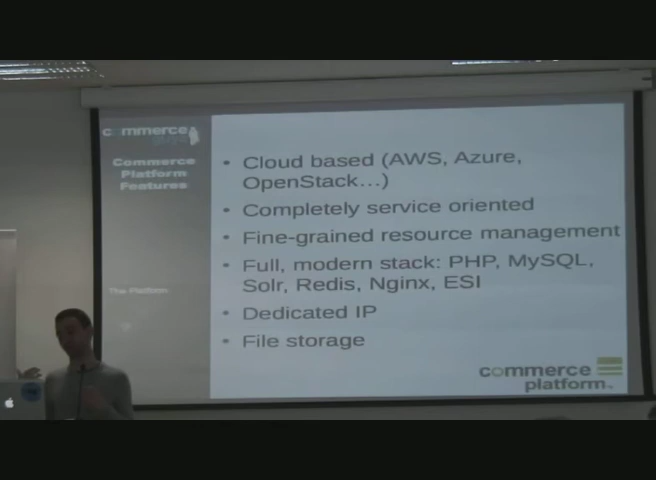 commerce
Commerce
Platform
Features
The Platform
• Cloud based (AWS, Azure,
OpenStack…)
• Completely service oriented
• Fine-grained resource management
• Full, modern stack: PHP, MySQL,
Solr, Redis, Nginx, ESI
• Dedicated IP
• File storage
commerce
platform